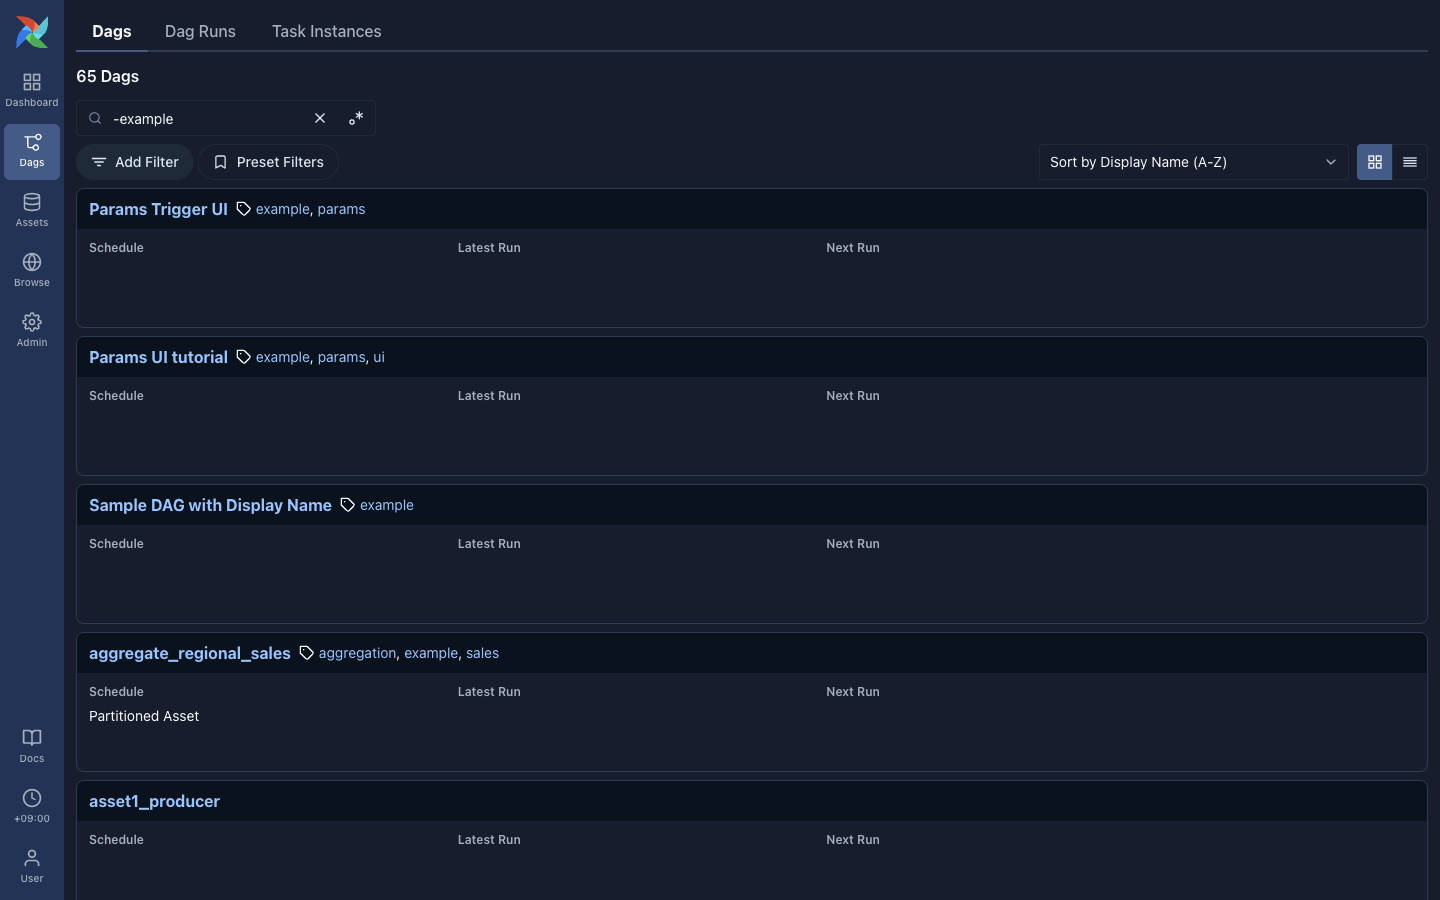 Dags Dag Runs Task Instances
65 Dags
-example
Add Filter Preset Filters Sort by Display Name (A-Z)
Params Trigger UI example, params
Schedule Latest Run Next Run
Params UI tutorial example, params, ui
Schedule Latest Run Next Run
Sample DAG with Display Name example
Schedule Latest Run Next Run
aggregate_regional_sales aggregation, example, sales
Schedule Latest Run Next Run
Partitioned Asset
asset1_producer
Schedule Latest Run Next Run
Dashboard
Dags
Assets
Browse
Admin
Docs
+09:00
User